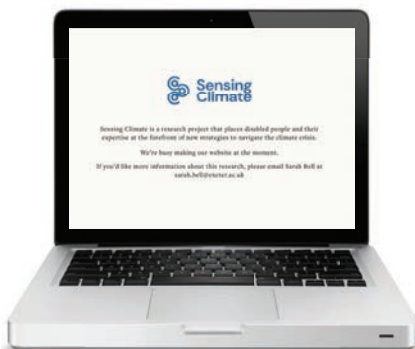 Sensing
Climate
Sensing Climate is a research project that places disabled people and their
expertise at the forefront of new strategies to navigate the climate crisis.
We're busy making our website at the moment.
If you'd like more information about this research, please email Sarah Bell at
sarah.bell@exeter.ac.uk